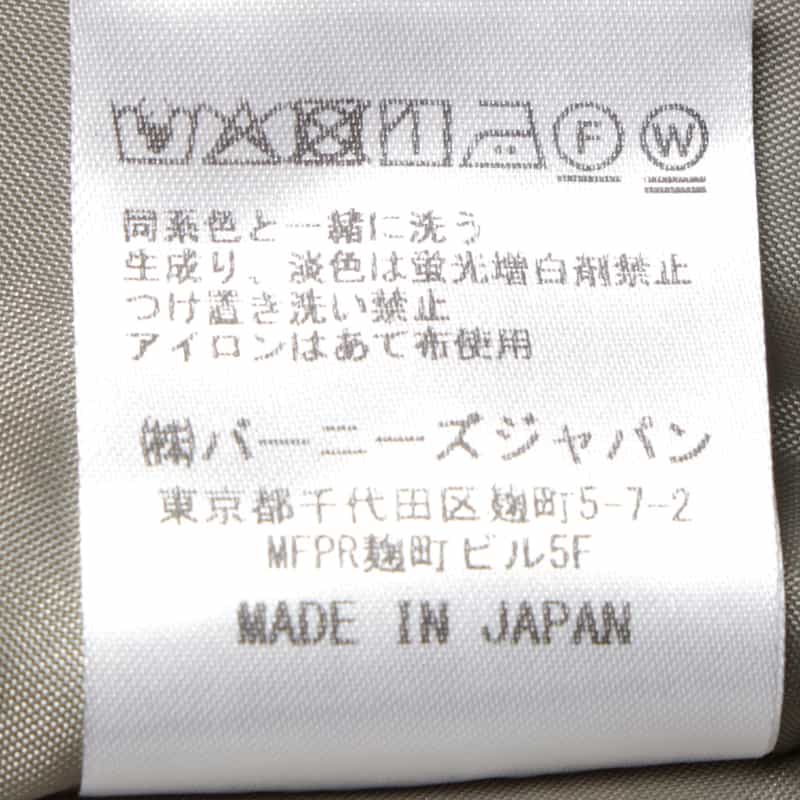 F W
同系色と一緒に洗う
生成り、淡色は蛍光増白剤禁止
つけ置き洗い禁止
アイロンはあて布使用
㈱バーニーズジャパン
東京都千代田区麹町5-7-2
MFPR麹町ビル5F
MADE IN JAPAN